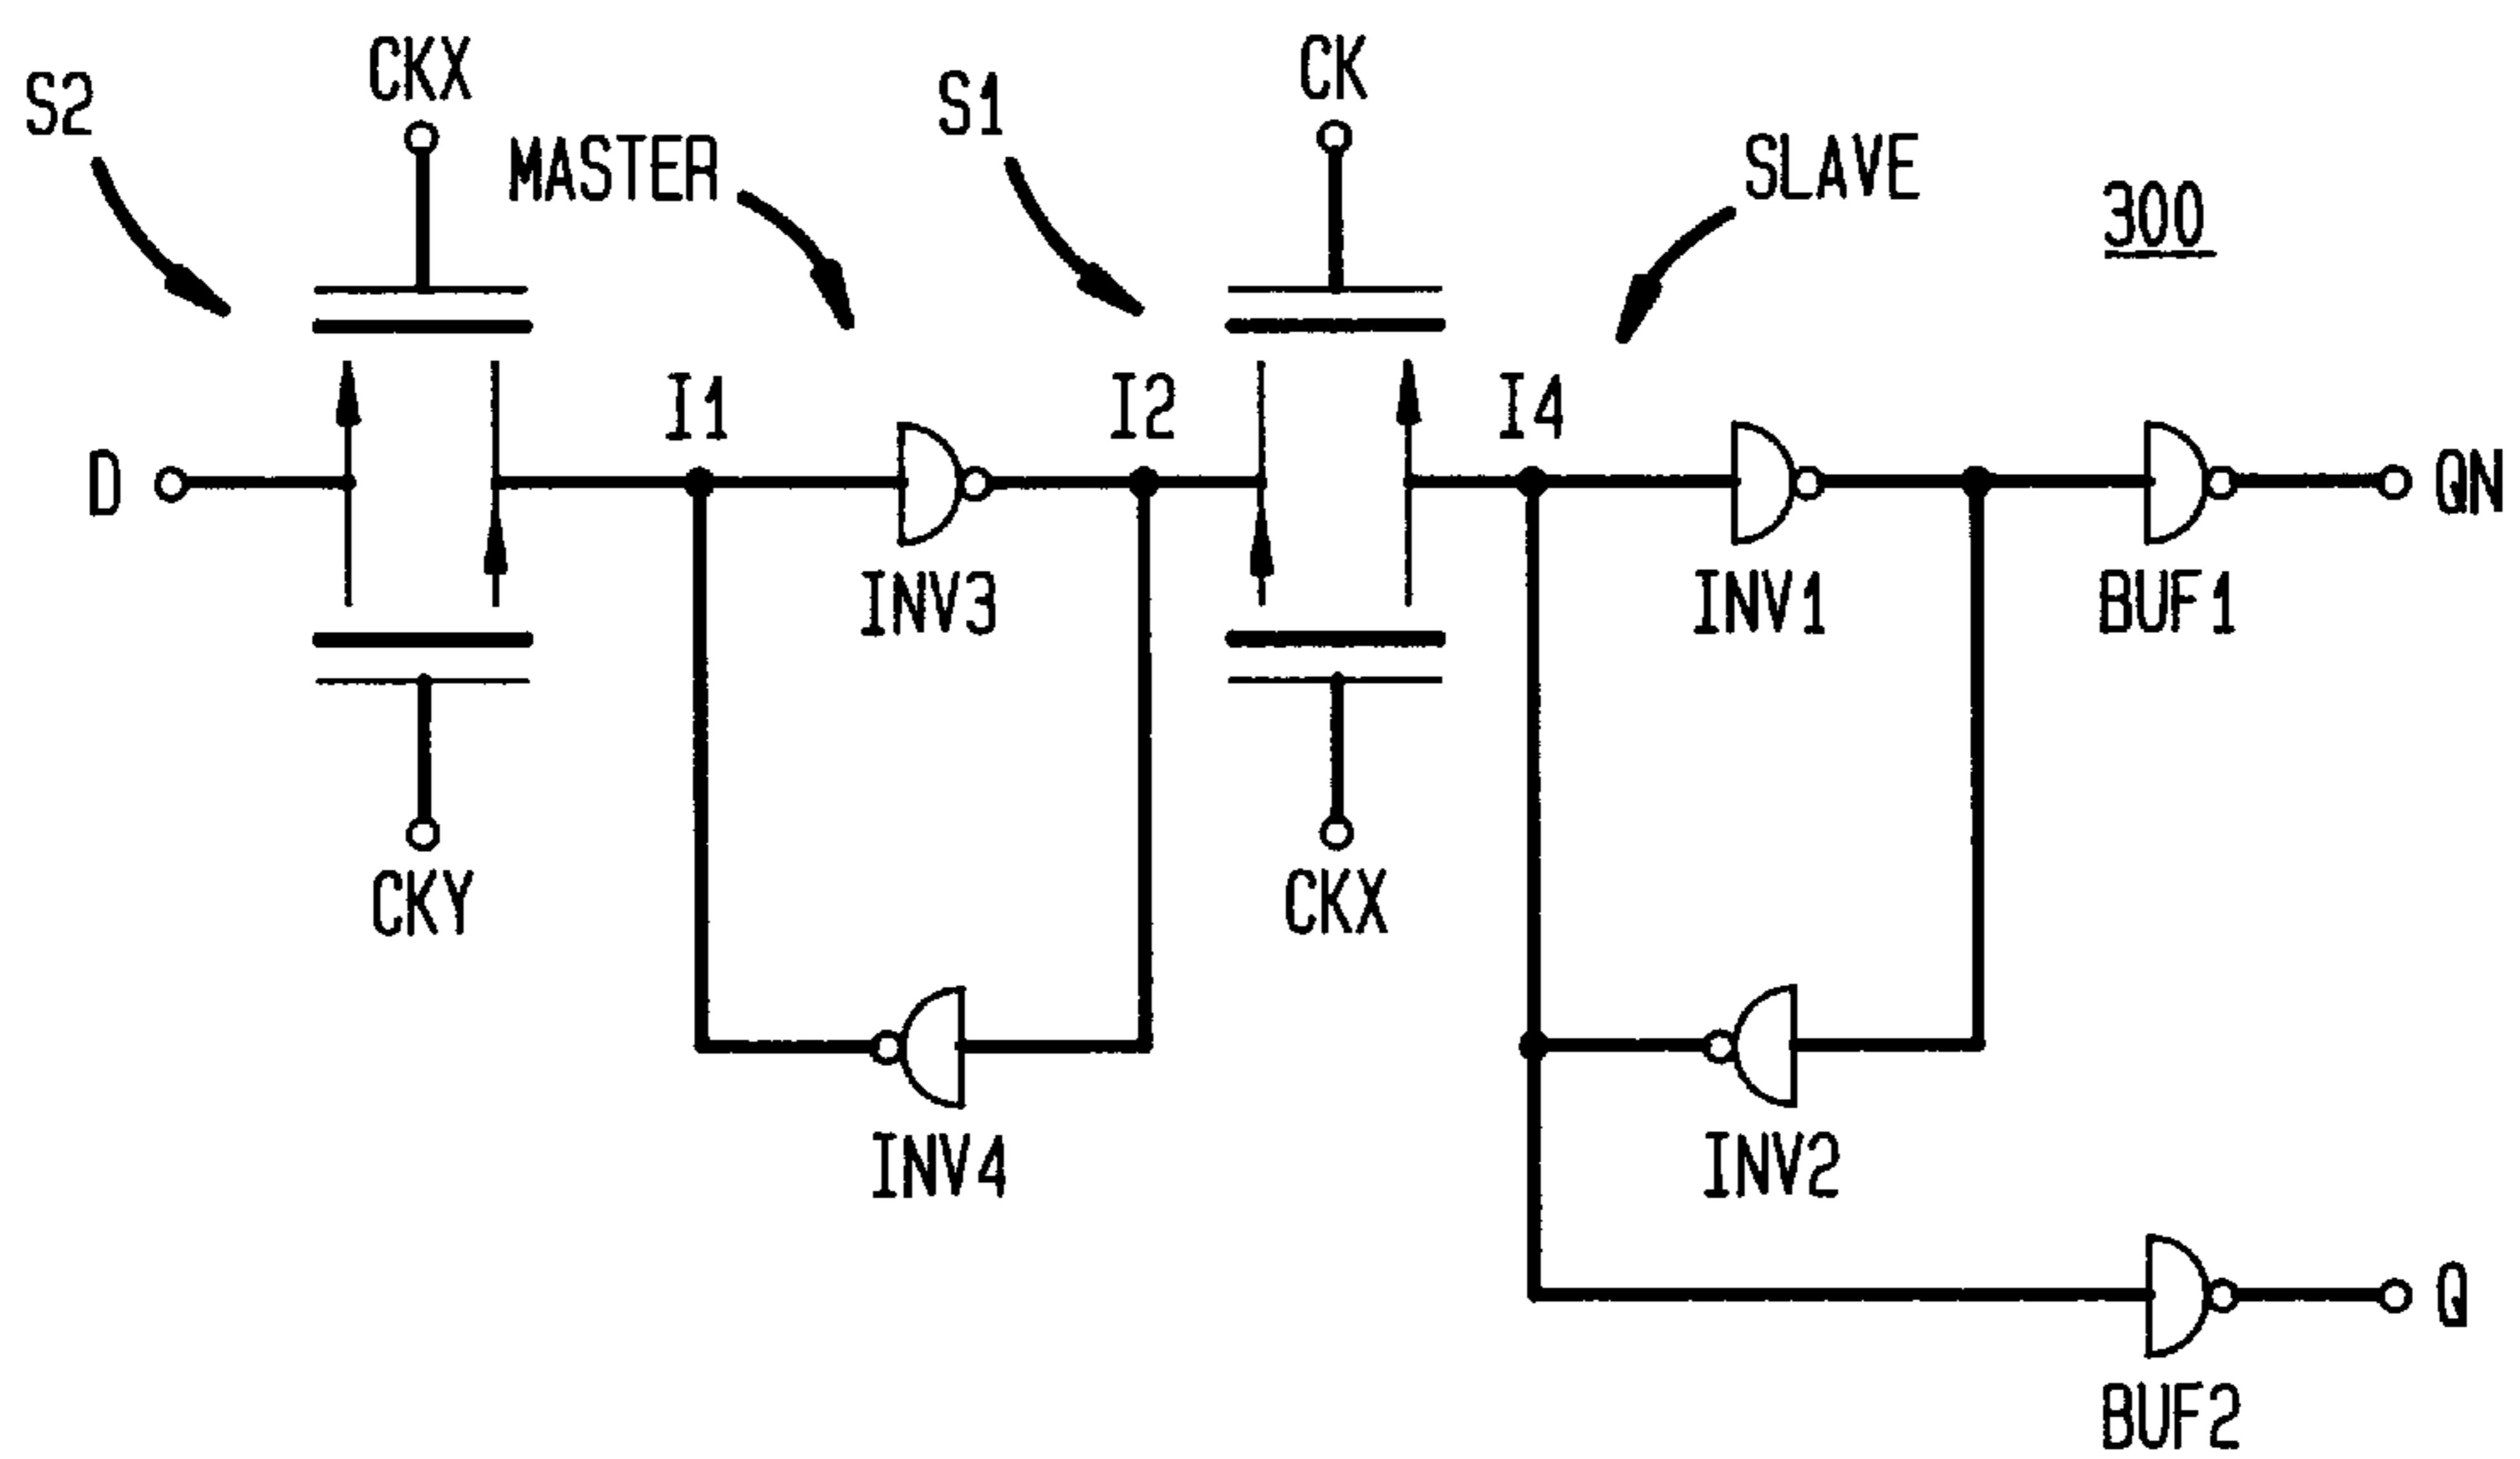 S2
CKX
MASTER
S1
CK
SLAVE
300
D
I1
I2
I4
QN
INV3
INV1
BUF1
CKY
CKX
INV4
INV2
Q
BUF2